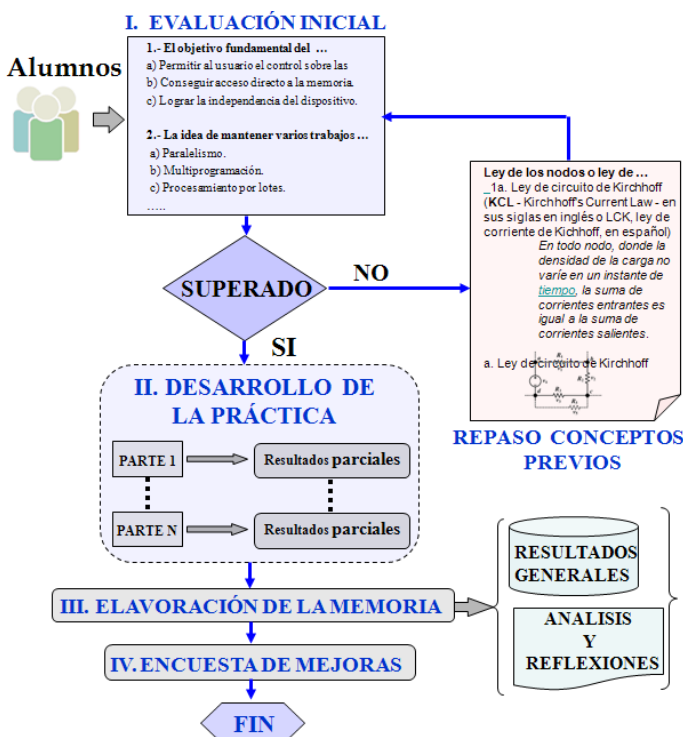 I. EVALUACIÓN INICIAL
Alumnos
1.- El objetivo fundamental del ...
a) Permitir al usuario el control sobre las
b) Conseguir acceso directo a la memoria.
c) Lograr la independencia del dispositivo.
2.- La idea de mantener varios trabajos ...
a) Paralelismo.
b) Multiprogramación.
c) Procesamiento por lotes.
.....
SUPERADO
NO
SI
Ley de los nodos o ley de ...
_1a. Ley de circuito de Kirchhoff
(KCL - Kirchhoff's Current Law - en
sus siglas en inglés o LCK, ley de
corriente de Kichhoff, en español)
En todo nodo, donde la
densidad de la carga no
varíe en un instante de
tiempo, la suma de
corrientes entrantes es
igual a la suma de
corrientes salientes.
a. Ley de circuito de Kirchhoff
REPASO CONCEPTOS
PREVIOS
II. DESARROLLO DE
LA PRÁCTICA
PARTE 1
Resultados parciales
PARTE N
Resultados parciales
III. ELAVORACIÓN DE LA MEMORIA
RESULTADOS
GENERALES
ANALISIS
Y
REFLEXIONES
IV. ENCUESTA DE MEJORAS
FIN